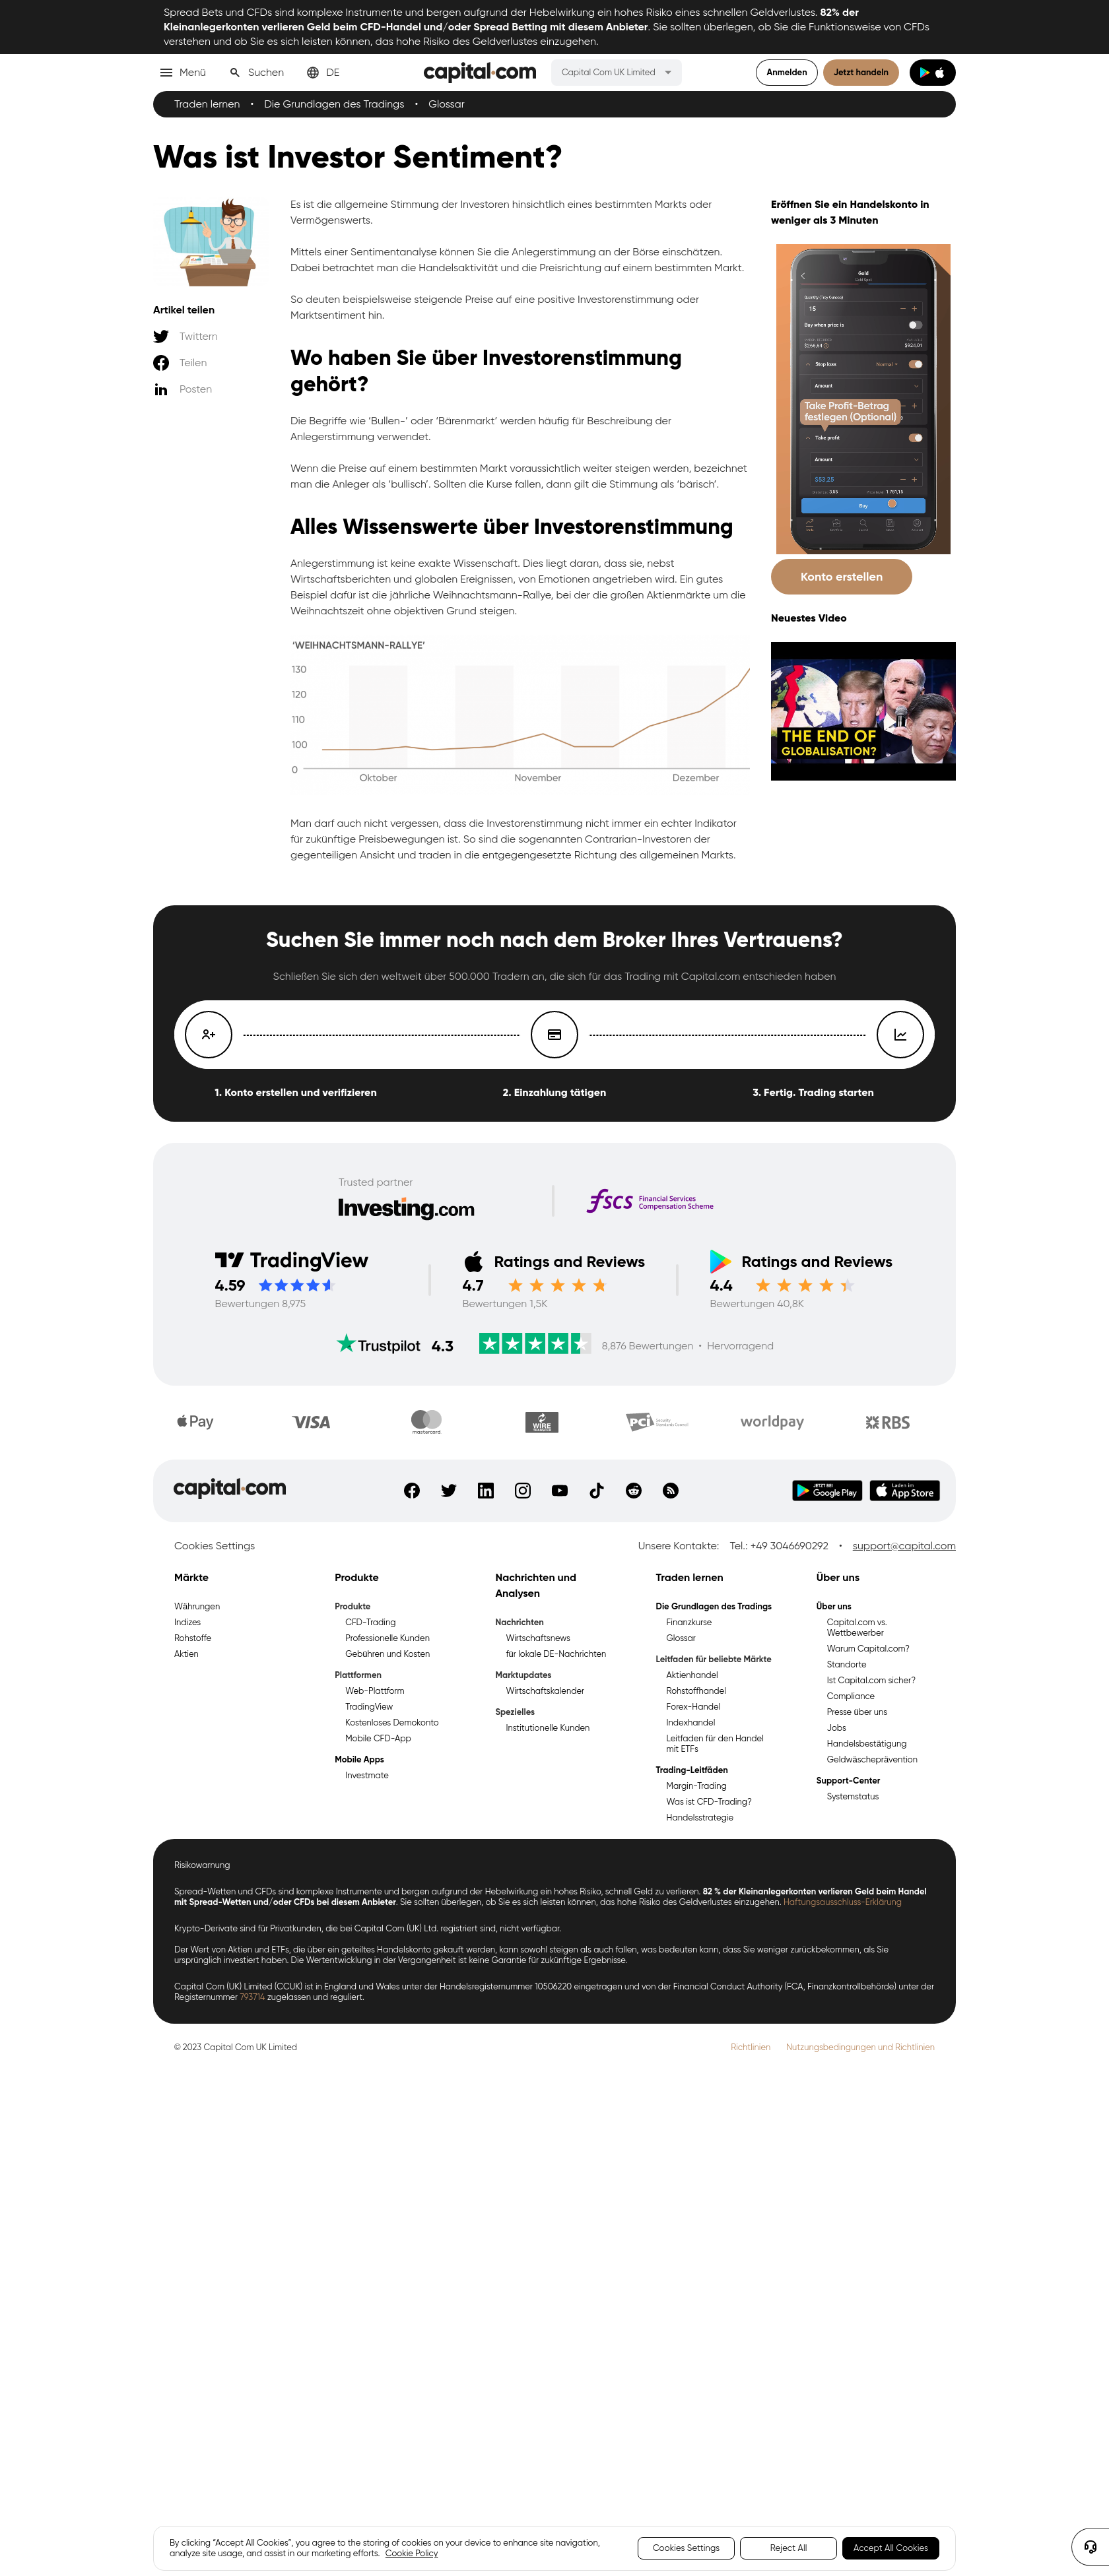 Spread Bets und CFDs sind komplexe Instrumente und bergen aufgrund der Hebelwirkung ein hohes Risiko eines schnellen Geldverlustes. 82% der
Kleinanlegerkonten verlieren Geld beim CFD-Handel und/oder Spread Betting mit diesem Anbieter. Sie sollten überlegen, ob Sie die Funktionsweise von CFDs
verstehen und ob Sie es sich leisten können, das hohe Risiko des Geldverlustes einzugehen.
Menü Suchen DE capital.com Capital Com UK Limited Anmelden Jetzt handeln
Traden lernen • Die Grundlagen des Tradings • Glossar
Was ist Investor Sentiment?
Artikel teilen
Twittern
Teilen
Posten
Es ist die allgemeine Stimmung der Investoren hinsichtlich eines bestimmten Markts oder
Vermögenswerts.
Mittels einer Sentimentanalyse können Sie die Anlegerstimmung an der Börse einschätzen.
Dabei betrachtet man die Handelsaktivität und die Preisrichtung auf einem bestimmten Markt.
So deuten beispielsweise steigende Preise auf eine positive Investorenstimmung oder
Marktsentiment hin.
Wo haben Sie über Investorenstimmung
gehört?
Die Begriffe wie ‘Bullen-’ oder ‘Bärenmarkt’ werden häufig für Beschreibung der
Anlegerstimmung verwendet.
Wenn die Preise auf einem bestimmten Markt voraussichtlich weiter steigen werden, bezeichnet
man die Anleger als ‘bullisch’. Sollten die Kurse fallen, dann gilt die Stimmung als ‘bärisch’.
Alles Wissenswerte über Investorenstimmung
Anlegerstimmung ist keine exakte Wissenschaft. Dies liegt daran, dass sie, nebst
Wirtschaftsberichten und globalen Ereignissen, von Emotionen angetrieben wird. Ein gutes
Beispiel dafür ist die jährliche Weihnachtsmann-Rallye, bei der die großen Aktienmärkte um die
Weihnachtszeit ohne objektiven Grund steigen.
‘WEIHNACHTSMANN-RALLYE’
130
120
110
100
0
Oktober November Dezember
Man darf auch nicht vergessen, dass die Investorenstimmung nicht immer ein echter Indikator
für zukünftige Preisbewegungen ist. So sind die sogenannten Contrarian-Investoren der
gegenteiligen Ansicht und traden in die entgegengesetzte Richtung des allgemeinen Markts.
Eröffnen Sie ein Handelskonto in
weniger als 3 Minuten
Gold
15
Buy when price is
Stop loss Normal
Amount
Take Profit-Betrag
festlegen (Optional)
Take profit
Amount
$63.25
Buy
Konto erstellen
Neuestes Video
THE END OF
GLOBALISATION?
Suchen Sie immer noch nach dem Broker Ihres Vertrauens?
Schließen Sie sich den weltweit über 500.000 Tradern an, die sich für das Trading mit Capital.com entschieden haben
1. Konto erstellen und verifizieren 2. Einzahlung tätigen 3. Fertig. Trading starten
Trusted partner
Investing.com
fscs Financial Services
Compensation Scheme
TradingView
4.59
Bewertungen 8,975
Ratings and Reviews
4.7
Bewertungen 1,5K
Ratings and Reviews
4.4
Bewertungen 40,8K
Trustpilot 4.3 8,876 Bewertungen • Hervorragend
Pay VISA mastercard WIRE PCI Security Standards Council worldpay RBS
capital.com JETZT BEI Google Play Laden im App Store
Cookies Settings
Unsere Kontakte: Tel.: +49 3046690292 • support@capital.com
Märkte
Währungen
Indizes
Rohstoffe
Aktien
Produkte
Produkte
CFD-Trading
Professionelle Kunden
Gebühren und Kosten
Plattformen
Web-Plattform
TradingView
Kostenloses Demokonto
Mobile CFD-App
Mobile Apps
Investmate
Nachrichten und
Analysen
Nachrichten
Wirtschaftsnews
für lokale DE-Nachrichten
Marktupdates
Wirtschaftskalender
Spezielles
Institutionelle Kunden
Traden lernen
Die Grundlagen des Tradings
Finanzkurse
Glossar
Leitfaden für beliebte Märkte
Aktienhandel
Rohstoffhandel
Forex-Handel
Indexhandel
Leitfaden für den Handel
mit ETFs
Trading-Leitfäden
Margin-Trading
Was ist CFD-Trading?
Handelsstrategie
Über uns
Über uns
Capital.com vs.
Wettbewerber
Warum Capital.com?
Standorte
Ist Capital.com sicher?
Compliance
Presse über uns
Jobs
Handelsbestätigung
Geldwäscheprävention
Support-Center
Systemstatus
Risikowarnung
Spread-Wetten und CFDs sind komplexe Instrumente und bergen aufgrund der Hebelwirkung ein hohes Risiko, schnell Geld zu verlieren. 82 % der Kleinanlegerkonten verlieren Geld beim Handel
mit Spread-Wetten und/oder CFDs bei diesem Anbieter. Sie sollten überlegen, ob Sie es sich leisten können, das hohe Risiko des Geldverlustes einzugehen. Haftungsausschluss-Erklärung
Krypto-Derivate sind für Privatkunden, die bei Capital Com (UK) Ltd. registriert sind, nicht verfügbar.
Der Wert von Aktien und ETFs, die über ein geteiltes Handelskonto gekauft werden, kann sowohl steigen als auch fallen, was bedeuten kann, dass Sie weniger zurückbekommen, als Sie
ursprünglich investiert haben. Die Wertentwicklung in der Vergangenheit ist keine Garantie für zukünftige Ergebnisse.
Capital Com (UK) Limited (CCUK) ist in England und Wales unter der Handelsregisternummer 10506220 eingetragen und von der Financial Conduct Authority (FCA, Finanzkontrollbehörde) unter der
Registernummer 793714 zugelassen und reguliert.
© 2023 Capital Com UK Limited
Richtlinien Nutzungsbedingungen und Richtlinien
By clicking “Accept All Cookies”, you agree to the storing of cookies on your device to enhance site navigation,
analyze site usage, and assist in our marketing efforts. Cookie Policy
Cookies Settings Reject All Accept All Cookies